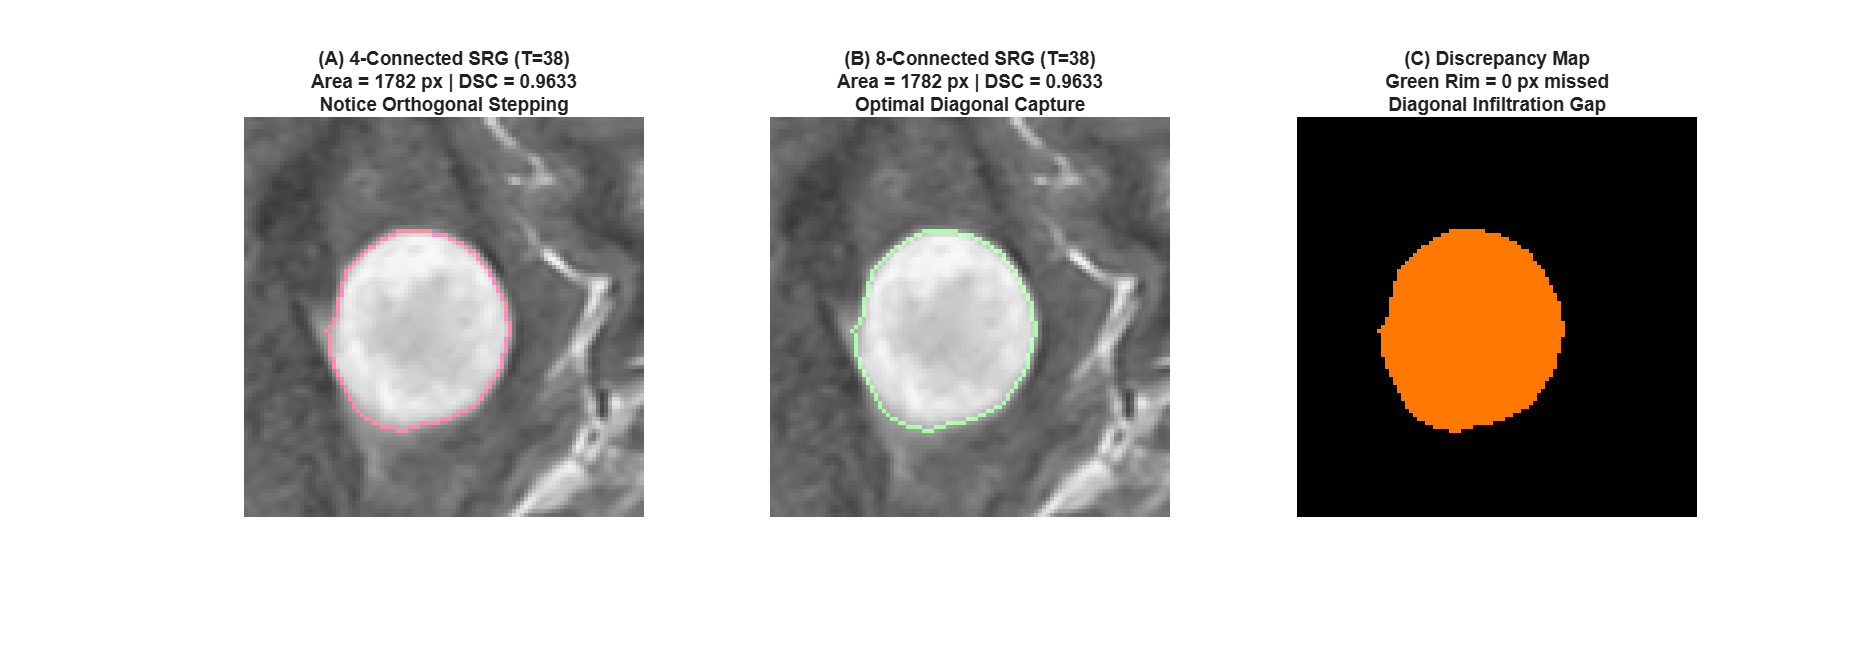 (A) 4-Connected SRG (T=38)
Area = 1782 px | DSC = 0.9633
Notice Orthogonal Stepping
(B) 8-Connected SRG (T=38)
Area = 1782 px | DSC = 0.9633
Optimal Diagonal Capture
(C) Discrepancy Map
Green Rim = 0 px missed
Diagonal Infiltration Gap